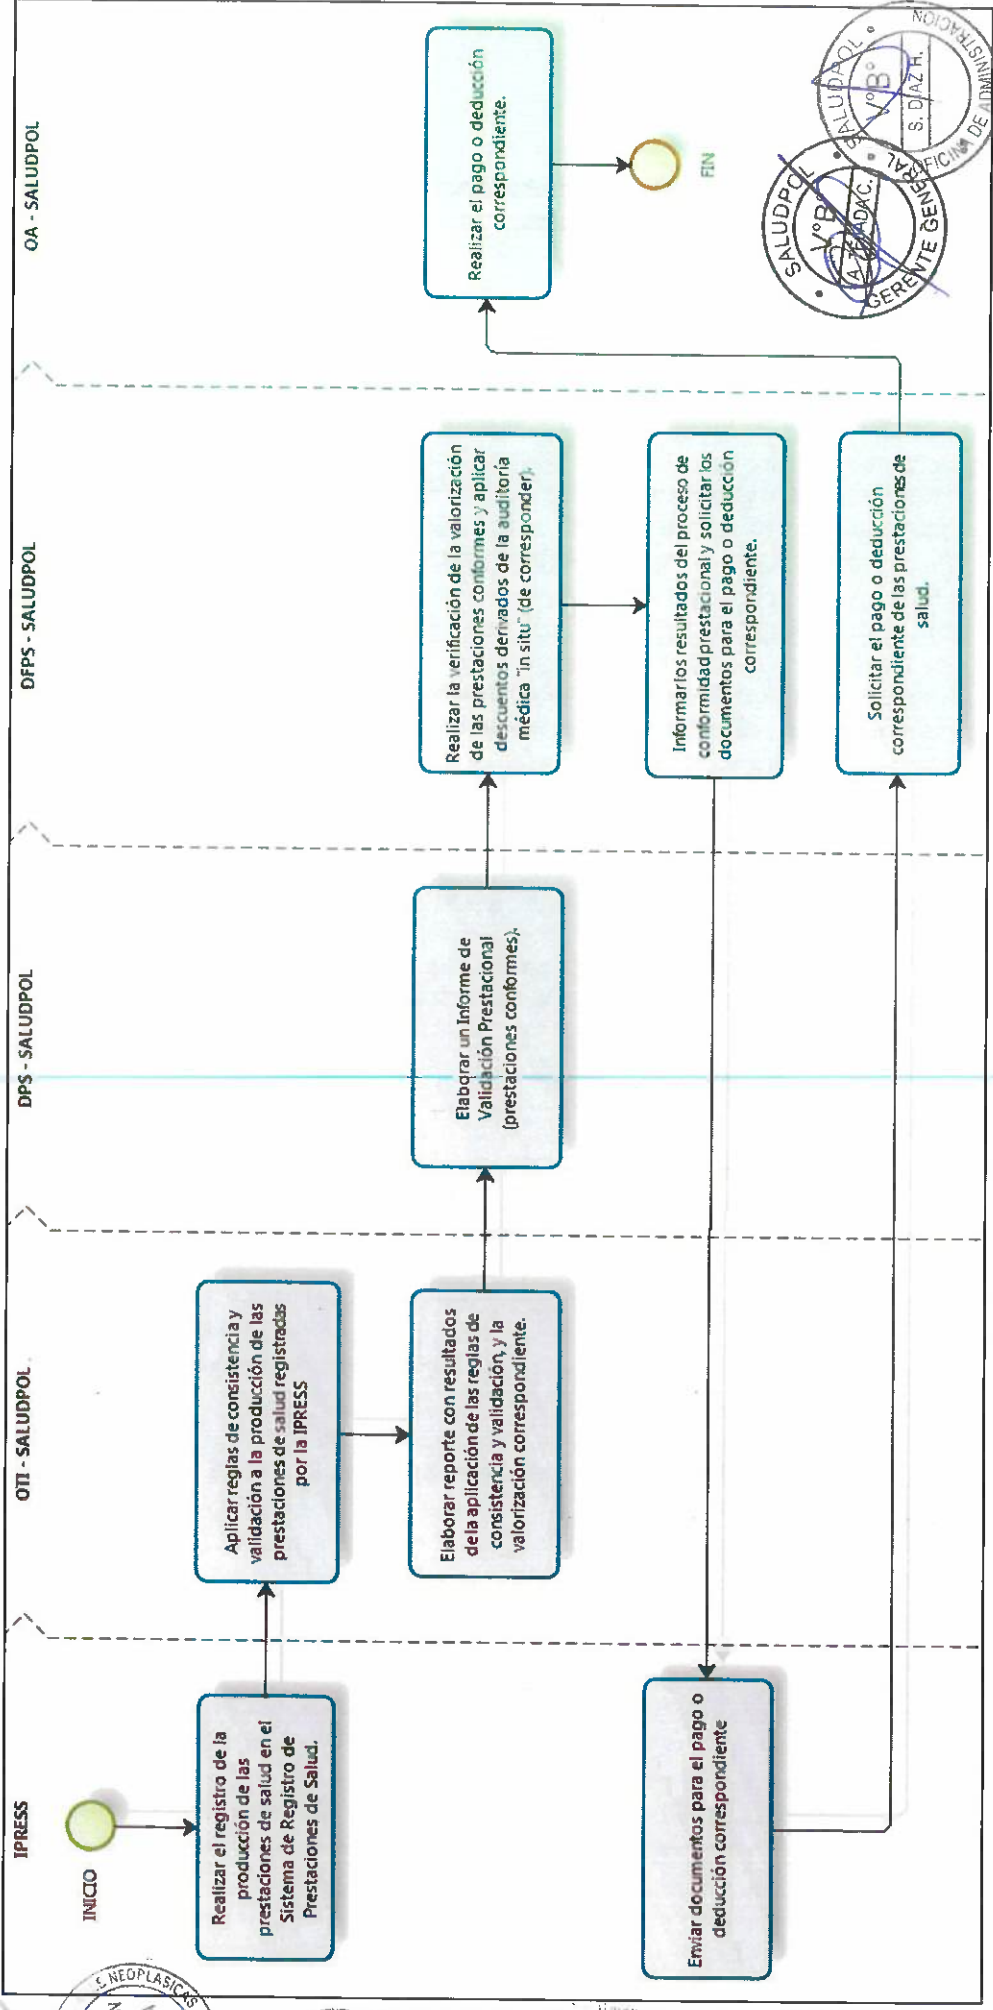 IPRESS
OTI - SALUDPOL
DPS - SALUDPOL
DFPS - SALUDPOL
OA - SALUDPOL
INICIO
Realizar el registro de la
producción de las
prestaciones de salud en el
Sistema de Registro de
Prestaciones de Salud.
Aplicar reglas de consistencia y
validación a la producción de las
prestaciones de salud registradas
por la IPRESS
Elaborar reporte con resultados
dela aplicación de las reglas de
consistencia y validación, y la
valorización correspondiente.
Elaborar un Informe de
Validación Prestacional
(prestaciones conformes).
Realizar la verificación de la valorización
de las prestaciones conformes y aplicar
descuentos derivados de la auditoría
médica "in situ" (de corresponder).
Informar los resultados del proceso de
conformidad prestacional y solicitar los
documentos para el pago o deducción
correspondiente.
Enviar documentos para el pago o
deducción correspondiente
Solicitar el pago o deducción
correspondiente de las prestaciones de
salud.
Realizar el pago o deducción
correspondiente.
FIN
SALUDPOL
V°B°
GERENTE GENERAL
SALUDPOL
V°B°
S. DIAZ H.
OFICINA DE ADMINISTRACION
NEOPLASICAS